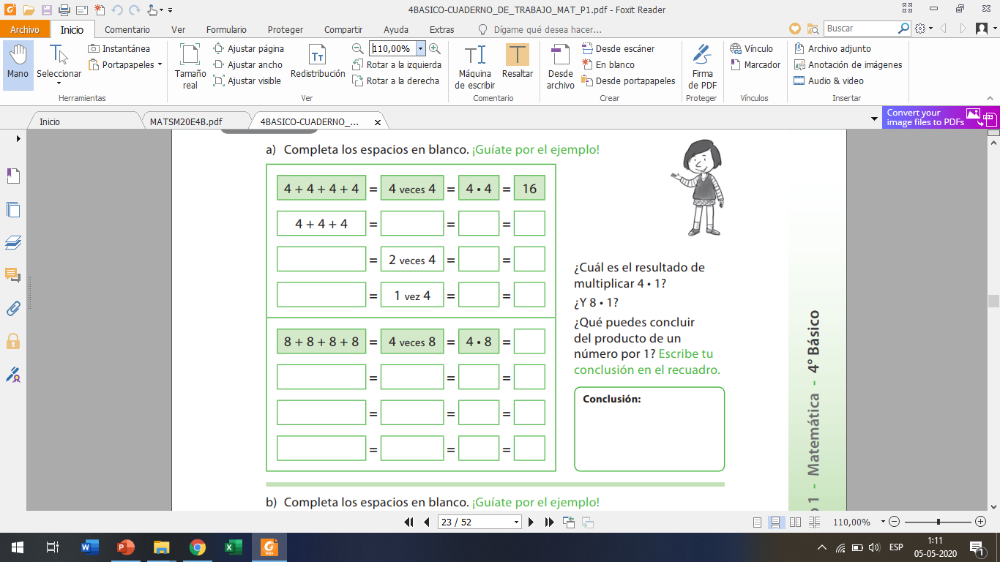 4BASICO-CUADERNO_DE_TRABAJO_MAT_P1.pdf - Foxit Reader
Archivo Inicio Comentario Ver Formulario Proteger Compartir Ayuda Extras Dígame qué desea hacer... Buscar
Mano
Seleccionar
Instantánea
Portapapeles
Herramientas
Tamaño real
Ajustar página
Ajustar ancho
Ajustar visible
Redistribución
110,00%
Rotar a la izquierda
Rotar a la derecha
Ver
Máquina de escribir
Resaltar
Comentario
Desde archivo
Desde escáner
En blanco
Desde portapapeles
Crear
Firma de PDF
Proteger
Vínculo
Marcador
Vínculos
Archivo adjunto
Anotación de imágenes
Audio & video
Insertar
Inicio MATSM20E4B.pdf 4BASICO-CUADERNO_...
Convert your
image files to PDFs
PDF
a) Completa los espacios en blanco. ¡Guíate por el ejemplo!
4 + 4 + 4 + 4 = 4 veces 4 = 4 • 4 = 16
4 + 4 + 4 = = =
= 2 veces 4 = =
= 1 vez 4 = =
8 + 8 + 8 + 8 = 4 veces 8 = 4 • 8 =
= = =
= = =
= = =
¿Cuál es el resultado de
multiplicar 4 • 1?
¿Y 8 • 1?
¿Qué puedes concluir
del producto de un
número por 1? Escribe tu
conclusión en el recuadro.
Conclusión:
1 - Matemática - 4° Básico
b) Completa los espacios en blanco. ¡Guíate por el ejemplo!
23 / 52
110,00%
ESP
1:11
05-05-2020
1